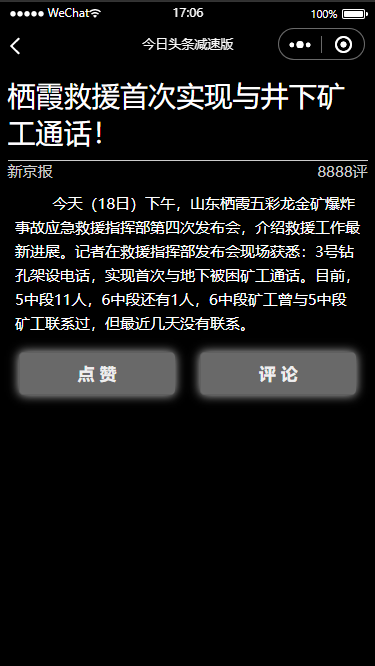 WeChat 17:06 100%
今日头条减速版
栖霞救援首次实现与井下矿
工通话！
新京报 8888评
今天（18日）下午，山东栖霞五彩龙金矿爆炸
事故应急救援指挥部第四次发布会，介绍救援工作最
新进展。记者在救援指挥部发布会现场获悉：3号钻
孔架设电话，实现首次与地下被困矿工通话。目前，
5中段11人，6中段还有1人，6中段矿工曾与5中段
矿工联系过，但最近几天没有联系。
点赞 评论